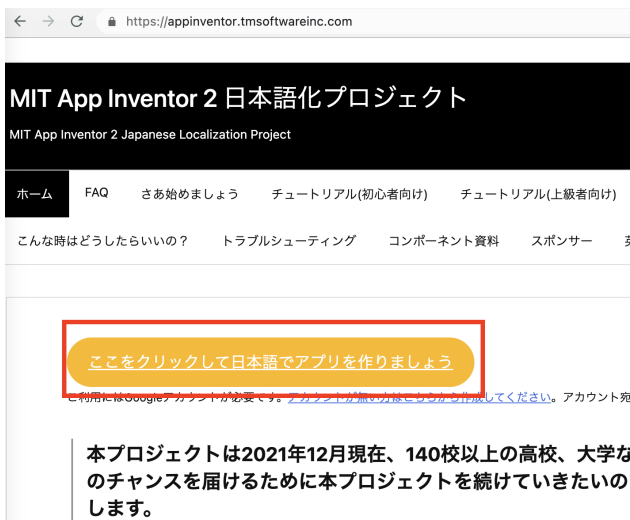 https://appinventor.tmsoftwareinc.com
MIT App Inventor 2 日本語化プロジェクト
MIT App Inventor 2 Japanese Localization Project
ホーム FAQ さあ始めましょう チュートリアル(初心者向け) チュートリアル(上級者向け)
こんな時はどうしたらいいの？ トラブルシューティング コンポーネント資料 スポンサー
ここをクリックして日本語でアプリを作りましょう
ご利用にはGoogleアカウントが必要です。アカウントが無い方はこちらから作成してください。アカウント宛
本プロジェクトは2021年12月現在、140校以上の高校、大学な
のチャンスを届けるために本プロジェクトを続けていきたいの
します。